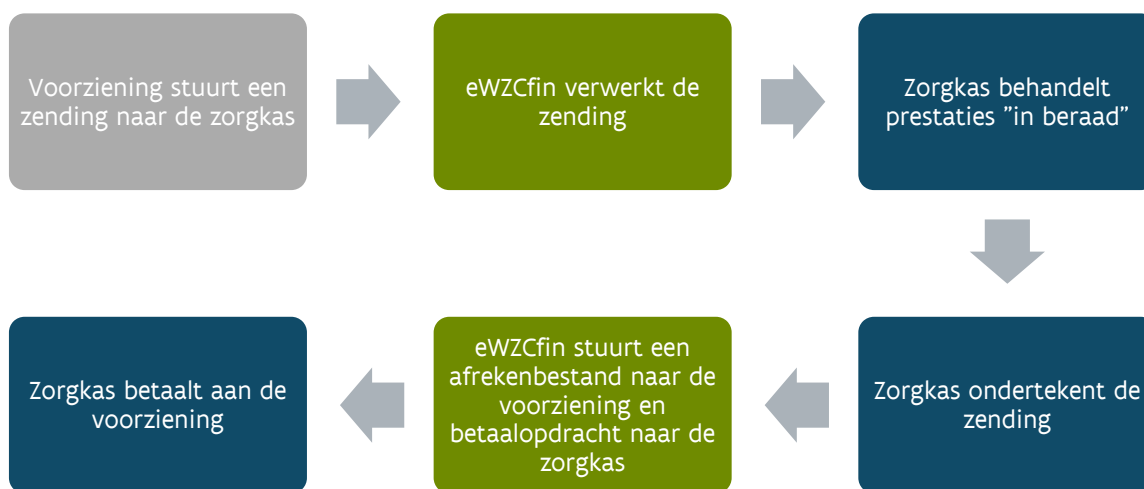 Voorziening stuurt een
zending naar de zorgkas
eWZCfin verwerkt de
zending
Zorgkas behandelt
prestaties ”in beraad”
Zorgkas ondertekent de
zending
eWZCfin stuurt een
afrekenbestand naar de
voorziening en
betaalopdracht naar de
zorgkas
Zorgkas betaalt aan de
voorziening